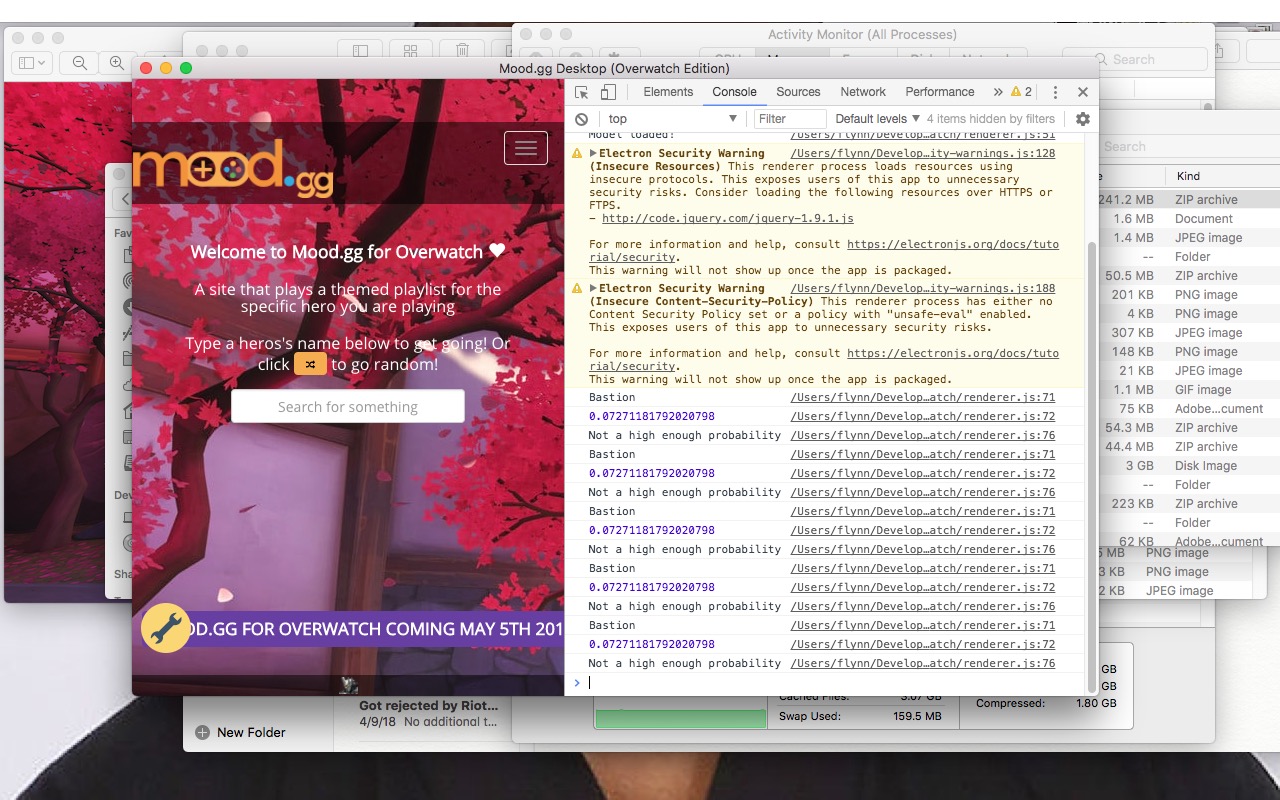 Activity Monitor (All Processes)
Search
Mood.gg Desktop (Overwatch Edition)
mood.gg
Welcome to Mood.gg for Overwatch ♥
A site that plays a themed playlist for the
specific hero you are playing
Type a heros's name below to get going! Or
click to go random!
Search for something
OD.GG FOR OVERWATCH COMING MAY 5TH 201
Elements Console Sources Network Performance » 2
top Filter Default levels ▼ 4 items hidden by filters
Model loaded! /Users/flynn/Develop…atch/renderer.js:51
Electron Security Warning /Users/flynn/Develop…ity-warnings.js:128
(Insecure Resources) This renderer process loads resources using
insecure protocols. This exposes users of this app to unnecessary
security risks. Consider loading the following resources over HTTPS or
FTPS.
- http://code.jquery.com/jquery-1.9.1.js
For more information and help, consult https://electronjs.org/docs/tuto
rial/security.
This warning will not show up once the app is packaged.
Electron Security Warning /Users/flynn/Develop…ity-warnings.js:188
(Insecure Content-Security-Policy) This renderer process has either no
Content Security Policy set or a policy with "unsafe-eval" enabled.
This exposes users of this app to unnecessary security risks.
For more information and help, consult https://electronjs.org/docs/tuto
rial/security.
This warning will not show up once the app is packaged.
Bastion /Users/flynn/Develop…atch/renderer.js:71
0.07271181792020798 /Users/flynn/Develop…atch/renderer.js:72
Not a high enough probability /Users/flynn/Develop…atch/renderer.js:76
Bastion /Users/flynn/Develop…atch/renderer.js:71
0.07271181792020798 /Users/flynn/Develop…atch/renderer.js:72
Not a high enough probability /Users/flynn/Develop…atch/renderer.js:76
Bastion /Users/flynn/Develop…atch/renderer.js:71
0.07271181792020798 /Users/flynn/Develop…atch/renderer.js:72
Not a high enough probability /Users/flynn/Develop…atch/renderer.js:76
Bastion /Users/flynn/Develop…atch/renderer.js:71
0.07271181792020798 /Users/flynn/Develop…atch/renderer.js:72
Not a high enough probability /Users/flynn/Develop…atch/renderer.js:76
Bastion /Users/flynn/Develop…atch/renderer.js:71
0.07271181792020798 /Users/flynn/Develop…atch/renderer.js:72
Not a high enough probability /Users/flynn/Develop…atch/renderer.js:76
>
Search
e Kind
241.2 MB ZIP archive
1.6 MB Document
1.4 MB JPEG image
-- Folder
50.5 MB ZIP archive
201 KB PNG image
4 KB PNG image
307 KB JPEG image
148 KB PNG image
21 KB JPEG image
1.1 MB GIF image
75 KB Adobe...cument
54.3 MB ZIP archive
44.4 MB ZIP archive
3 GB Disk Image
-- Folder
223 KB ZIP archive
-- Folder
62 KB Adobe...cument
5 MB PNG image
3 KB PNG image
2 KB JPEG image
Fav
Dev
Sha
Got rejected by Riot...
4/9/18 No additional t...
New Folder
Cached Files: 3.07 GB
Swap Used: 159.5 MB
GB
GB
Compressed: 1.80 GB